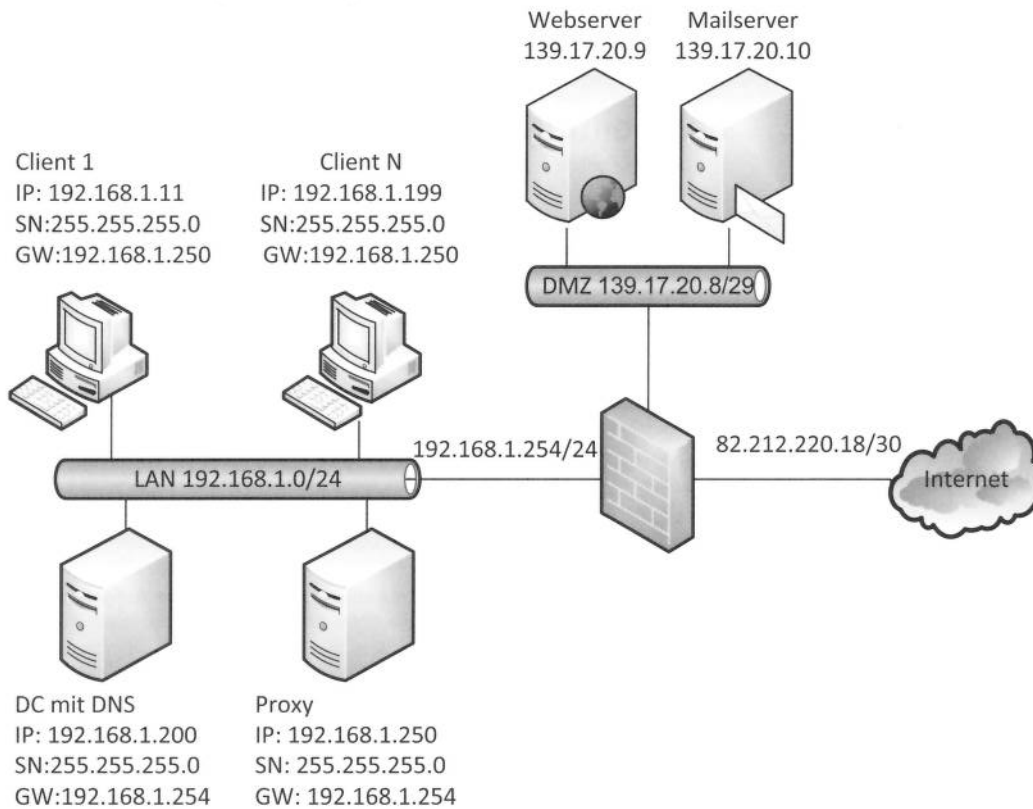 Webserver
139.17.20.9
Mailserver
139.17.20.10
Client 1
IP: 192.168.1.11
SN:255.255.255.0
GW:192.168.1.250
Client N
IP: 192.168.1.199
SN:255.255.255.0
GW:192.168.1.250
DMZ 139.17.20.8/29
192.168.1.254/24
82.212.220.18/30
LAN 192.168.1.0/24
Internet
DC mit DNS
IP: 192.168.1.200
SN:255.255.255.0
GW:192.168.1.254
Proxy
IP: 192.168.1.250
SN: 255.255.255.0
GW: 192.168.1.254